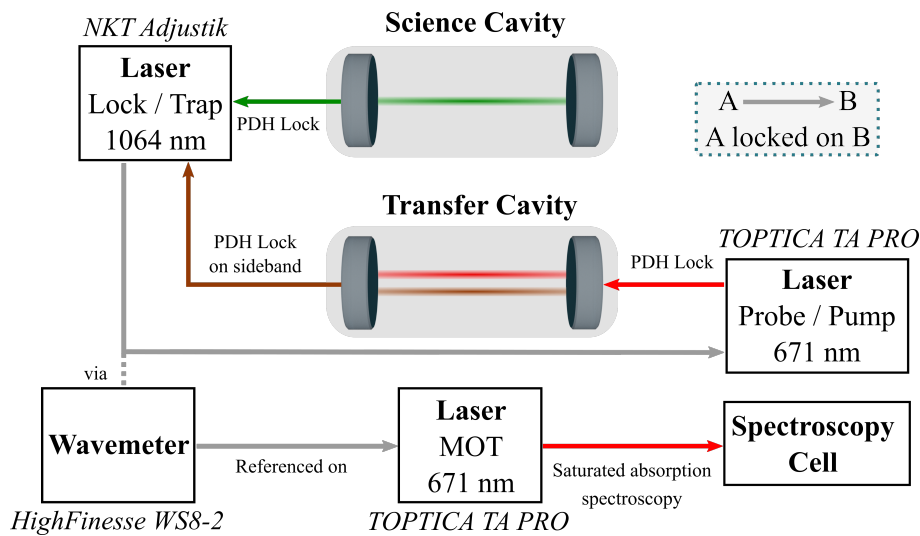 NKT Adjustik
Laser
Lock / Trap
1064 nm
Science Cavity
PDH Lock
A B
A locked on B
Transfer Cavity
PDH Lock
on sideband
PDH Lock
TOPTICA TA PRO
Laser
Probe / Pump
671 nm
via
Wavemeter
HighFinesse WS8-2
Referenced on
Laser
MOT
671 nm
TOPTICA TA PRO
Saturated absorption
spectroscopy
Spectroscopy
Cell